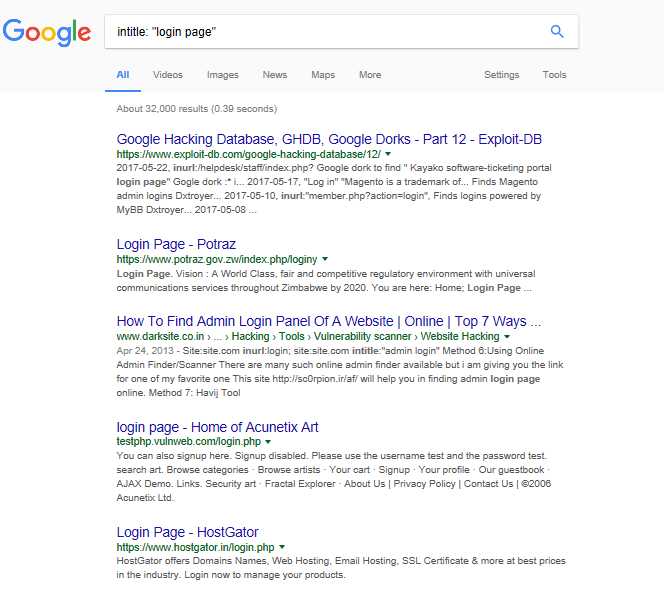 Google
intitle: "login page"
All Videos Images News Maps More Settings Tools
About 32,000 results (0.39 seconds)
Google Hacking Database, GHDB, Google Dorks - Part 12 - Exploit-DB
https://www.exploit-db.com/google-hacking-database/12/
2017-05-22, inurl:/helpdesk/staff/index.php? Google dork to find " Kayako software-ticketing portal
login page" Gogle dork :* i... 2017-05-17, "Log in" "Magento is a trademark of... Finds Magento
admin logins Dxtroyer... 2017-05-10, inurl:"member.php?action=login", Finds logins powered by
MyBB Dxtroyer... 2017-05-08 ...
Login Page - Potraz
https://www.potraz.gov.zw/index.php/loginy
Login Page. Vision : A World Class, fair and competitive regulatory environment with universal
communications services throughout Zimbabwe by 2020. You are here: Home; Login Page ...
How To Find Admin Login Panel Of A Website | Online | Top 7 Ways ...
www.darksite.co.in › ... › Hacking › Tools › Vulnerability scanner › Website Hacking
Apr 24, 2013 - Site:site.com inurl:login; site:site.com intitle:"admin login" Method 6:Using Online
Admin Finder/Scanner There are many such online admin finder available but i am giving you the link
for one of my favorite one This site http://sc0rpion.ir/af/ will help you in finding admin login page
online. Method 7: Havij Tool
login page - Home of Acunetix Art
testphp.vulnweb.com/login.php
You can also signup here. Signup disabled. Please use the username test and the password test.
search art. Browse categories · Browse artists · Your cart · Signup · Your profile · Our guestbook ·
AJAX Demo. Links. Security art · Fractal Explorer · About Us | Privacy Policy | Contact Us | ©2006
Acunetix Ltd.
Login Page - HostGator
https://www.hostgator.in/login.php
HostGator offers Domains Names, Web Hosting, Email Hosting, SSL Certificate & more at best prices
in the industry. Login now to manage your products.